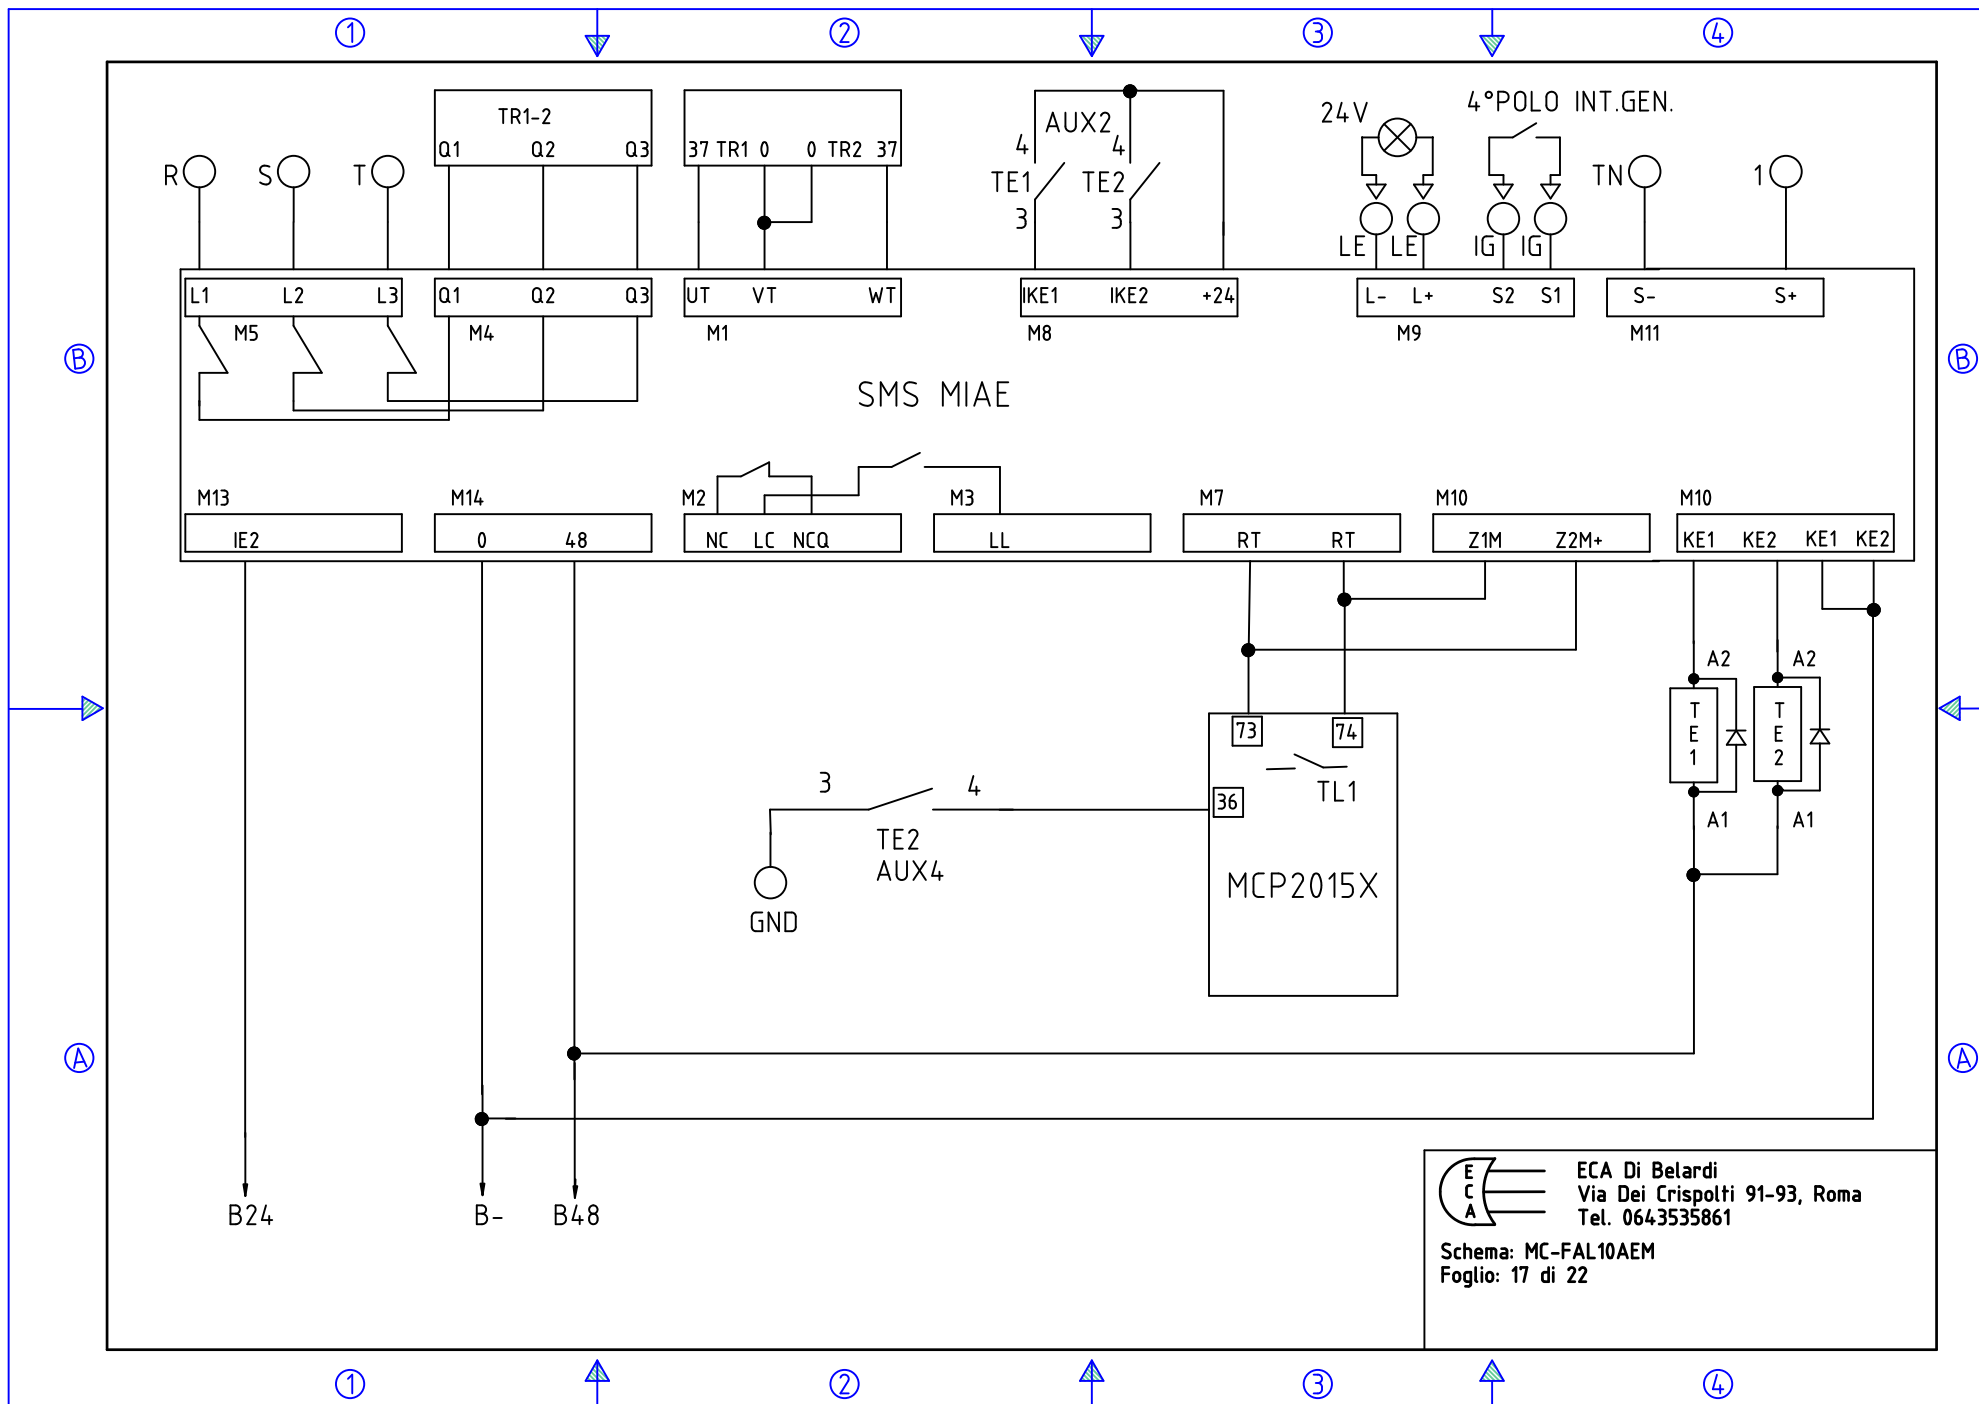 1 2 3 4
TR1-2
Q1 Q2 Q3
37 TR1 0 0 TR2 37
AUX2
4 4
TE1 TE2
3 3
24V
4°POLO INT.GEN.
R S T
TN 1
LE LE IG IG
L1 L2 L3
Q1 Q2 Q3
UT VT WT
IKE1 IKE2 +24
L- L+ S2 S1
S- S+
M5 M4 M1 M8 M9 M11
B B
SMS MIAE
M13 M14 M2 M3 M7 M10 M10
IE2
0 48
NC LC NCQ
LL
RT RT
Z1M Z2M+
KE1 KE2 KE1 KE2
A2 A2
TE1 TE2
A1 A1
73 74
TL1
36
3 4
TE2
AUX4
MCP2015X
GND
A A
B24 B- B48
E
C
A
ECA Di Belardi
Via Dei Crispolti 91-93, Roma
Tel. 0643535861
Schema: MC-FAL10AEM
Foglio: 17 di 22
1 2 3 4